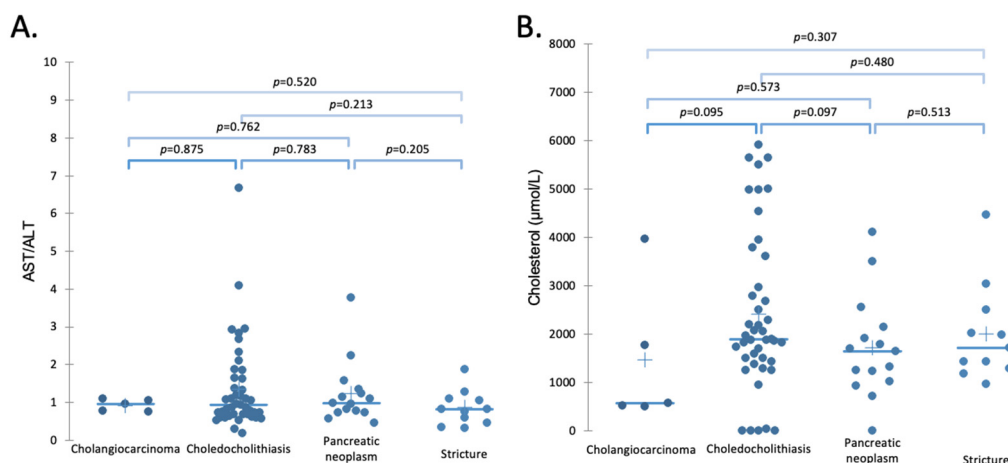 A.
10
9
8
7
6
5
4
3
2
1
0
AST/ALT
p=0.520
p=0.213
p=0.762
p=0.875
p=0.783
p=0.205
Cholangiocarcinoma
Choledocholithiasis
Pancreatic
neoplasm
Stricture
B.
8000
7000
6000
5000
4000
3000
2000
1000
0
Cholesterol (µmol/L)
p=0.307
p=0.480
p=0.573
p=0.095
p=0.097
p=0.513
Cholangiocarcinoma
Choledocholithiasis
Pancreatic
neoplasm
Stricture